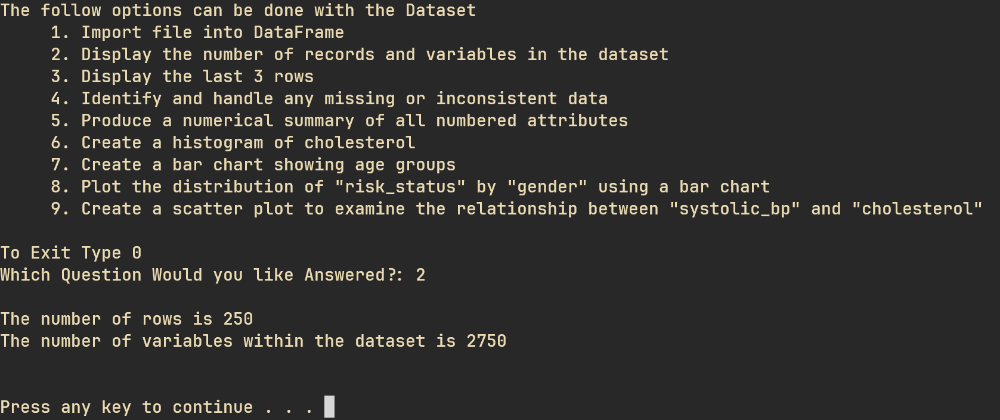 The follow options can be done with the Dataset
1. Import file into DataFrame
2. Display the number of records and variables in the dataset
3. Display the last 3 rows
4. Identify and handle any missing or inconsistent data
5. Produce a numerical summary of all numbered attributes
6. Create a histogram of cholesterol
7. Create a bar chart showing age groups
8. Plot the distribution of "risk_status" by "gender" using a bar chart
9. Create a scatter plot to examine the relationship between "systolic_bp" and "cholesterol"
To Exit Type 0
Which Question Would you like Answered?: 2
The number of rows is 250
The number of variables within the dataset is 2750
Press any key to continue . . .